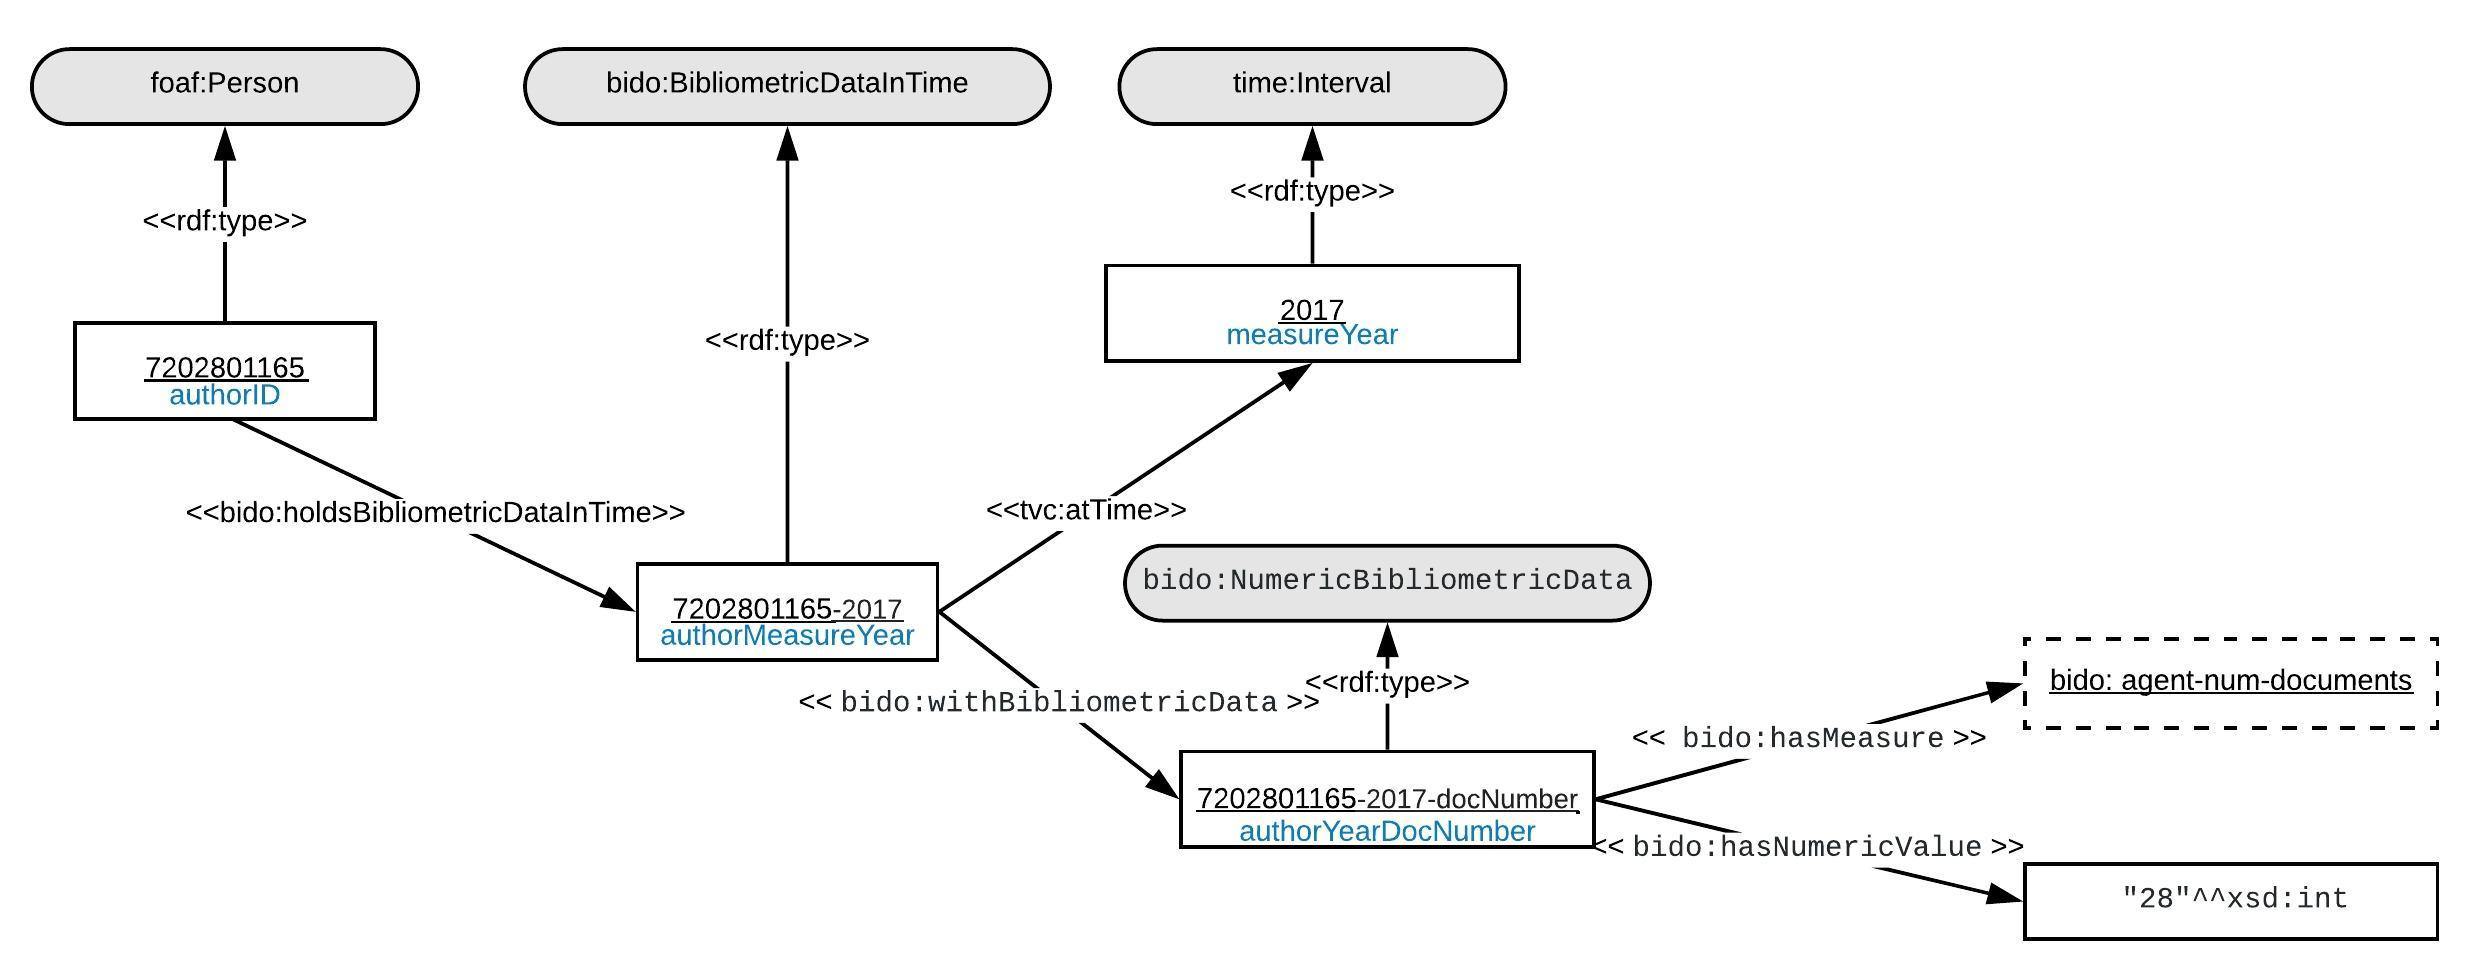 foaf:Person
bido:BibliometricDataInTime
time:Interval
<<rdf:type>>
<<rdf:type>>
<<rdf:type>>
2017
measureYear
7202801165
authorID
<<bido:holdsBibliometricDataInTime>>
<<tvc:atTime>>
bido:NumericBibliometricData
7202801165-2017
authorMeasureYear
<< bido:withBibliometricData >>
<<rdf:type>>
bido: agent-num-documents
<< bido:hasMeasure >>
7202801165-2017-docNumber
authorYearDocNumber
<< bido:hasNumericValue >>
"28"^^xsd:int